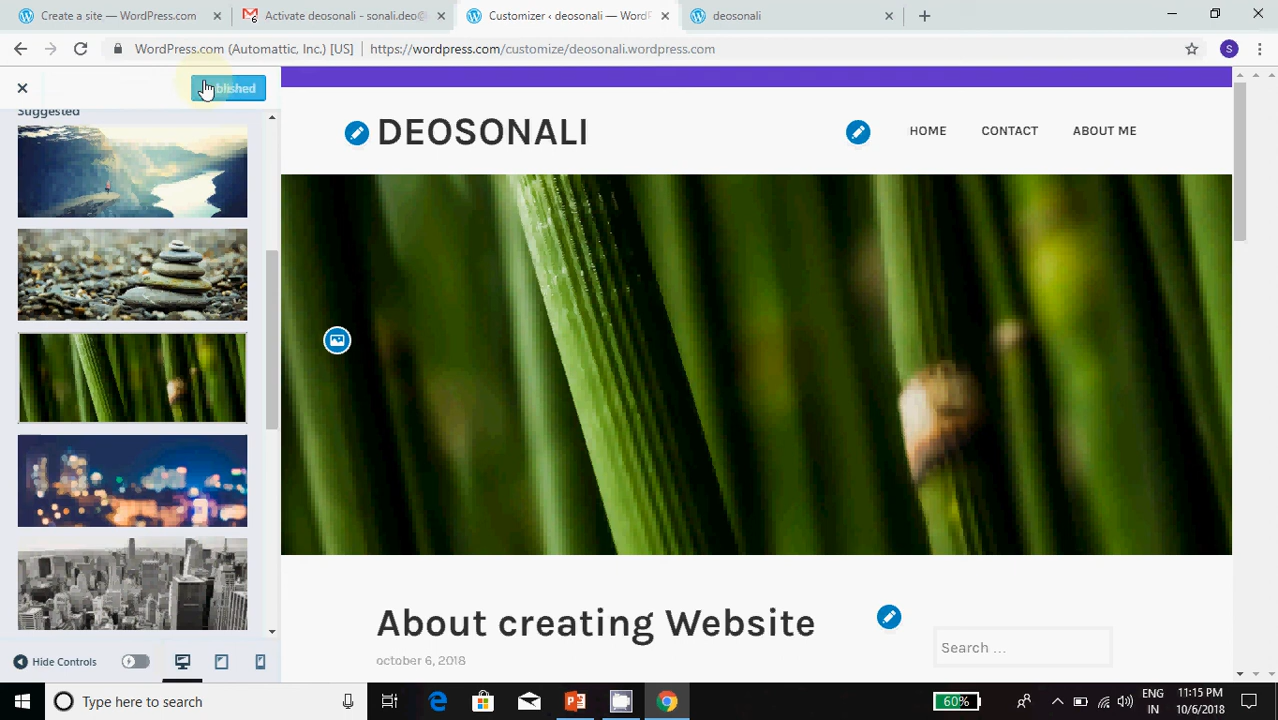 Create a site — WordPress.com
Activate deosonali - sonali.deo@
Customizer ‹ deosonali — WordP
deosonali
WordPress.com (Automattic, Inc.) [US]
https://wordpress.com/customize/deosonali.wordpress.com
S
Published
Suggested
DEOSONALI
HOME
CONTACT
ABOUT ME
About creating Website
october 6, 2018
Search ...
Hide Controls
Type here to search
60%
ENG
IN
11:15 PM
10/6/2018